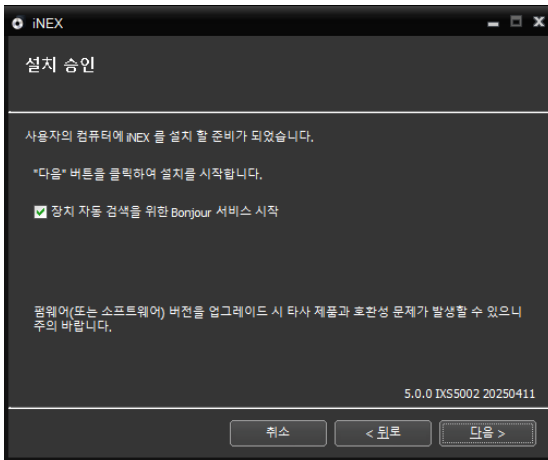 iNEX
설치 승인
사용자의 컴퓨터에 iNEX 를 설치 할 준비가 되었습니다.
"다음" 버튼을 클릭하여 설치를 시작합니다.
장치 자동 검색을 위한 Bonjour 서비스 시작
펌웨어(또는 소프트웨어) 버전을 업그레이드 시 타사 제품과 호환성 문제가 발생할 수 있으니
주의 바랍니다.
5.0.0 IXS5002 20250411
취소
< 뒤로
다음 >